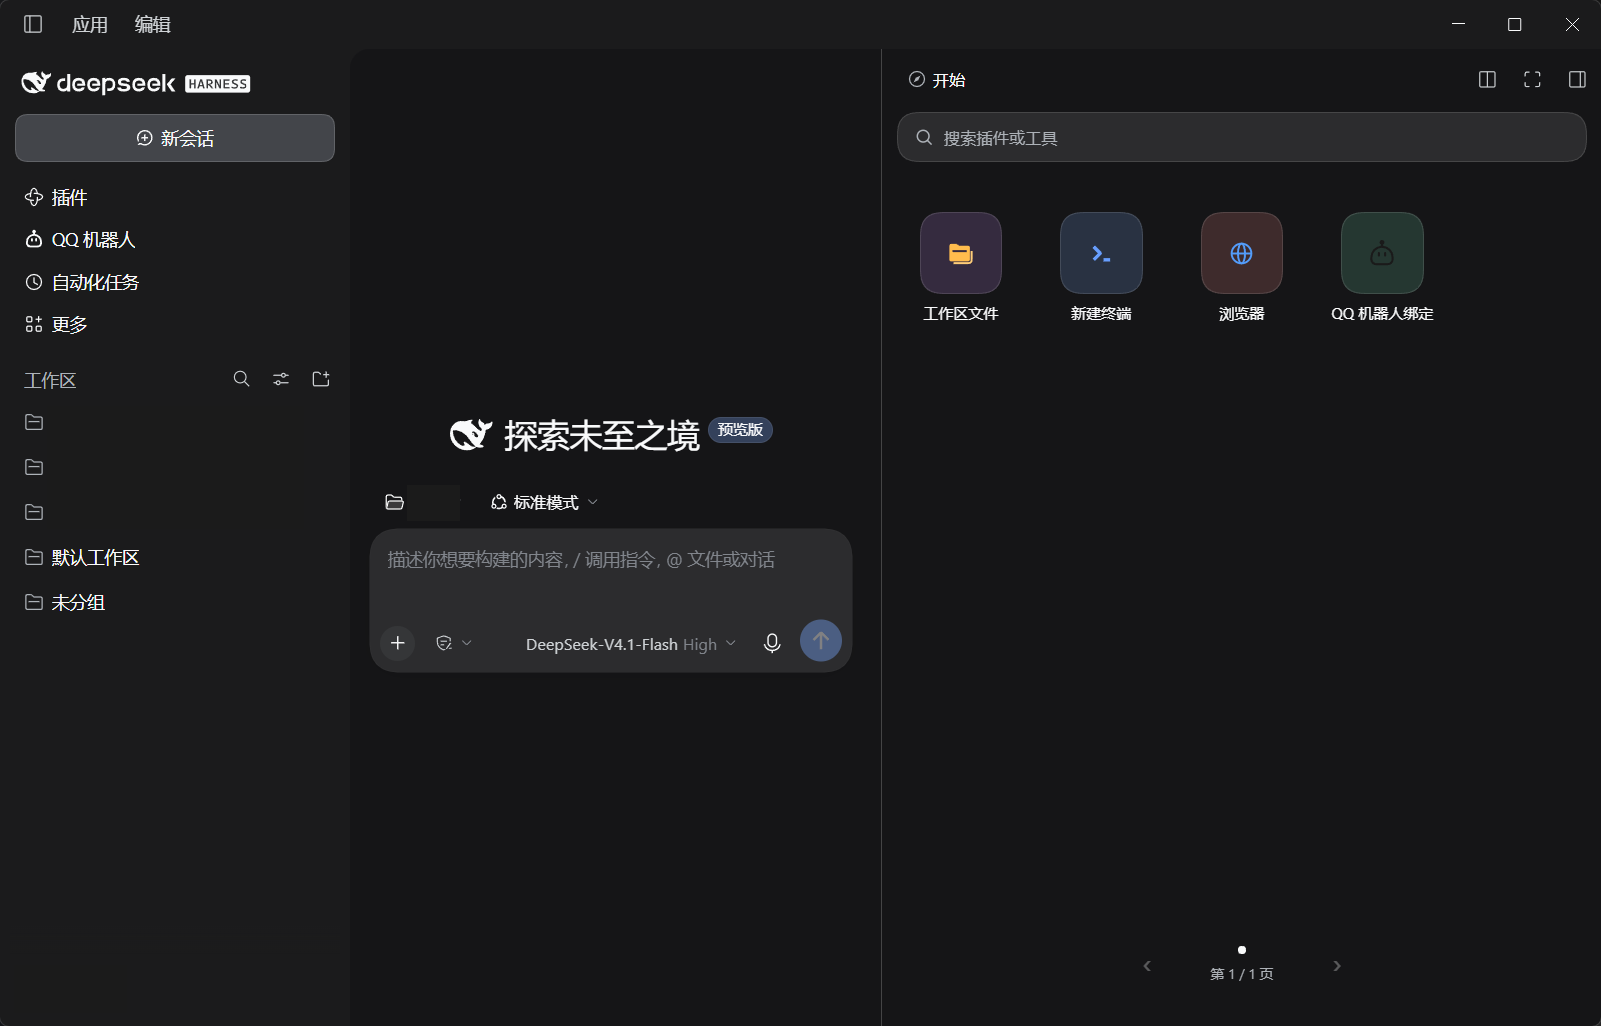 应用 编辑
deepseek HARNESS
新会话
插件
QQ 机器人
自动化任务
更多
工作区
默认工作区
未分组
探索未至之境 预览版
标准模式
描述你想要构建的内容, / 调用指令, @ 文件或对话
DeepSeek-V4.1-Flash High
开始
搜索插件或工具
工作区文件
新建终端
浏览器
QQ 机器人绑定
第 1 / 1 页